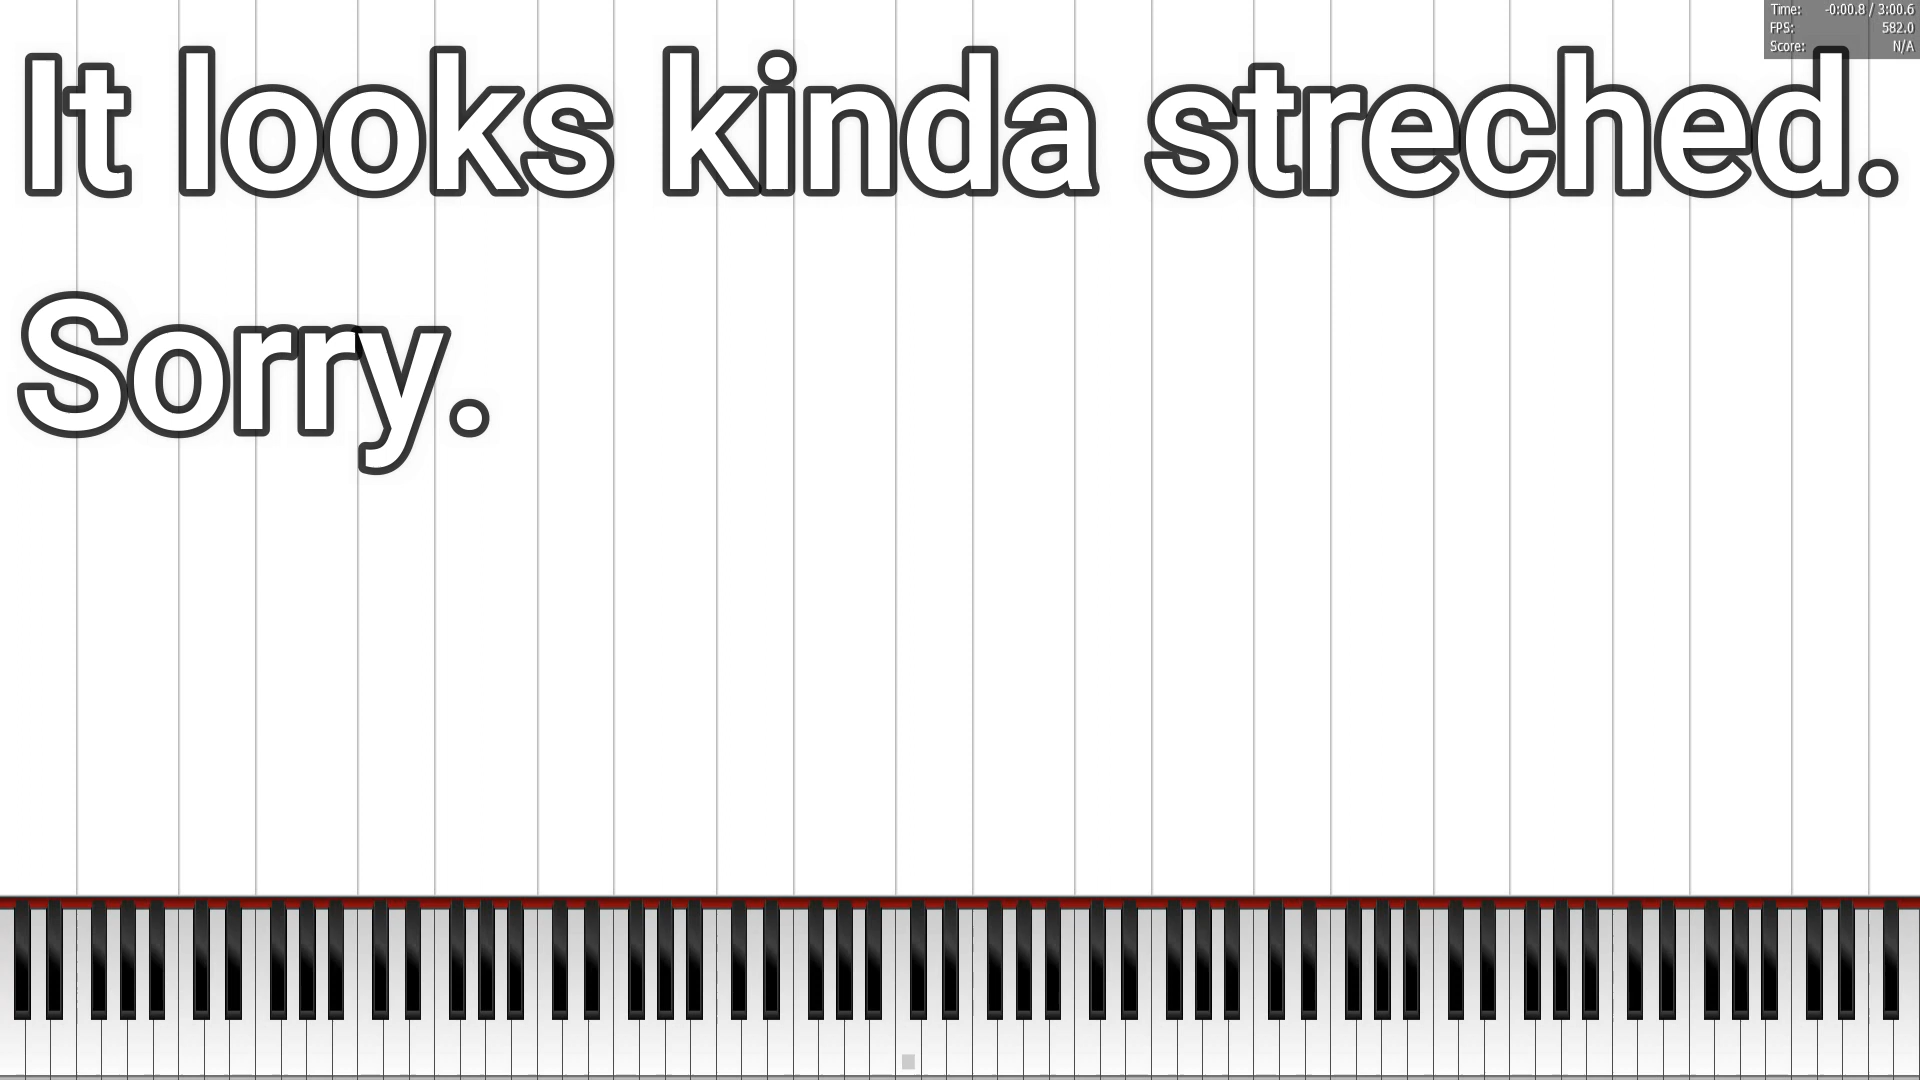 Time: -0:00.8 / 3:00.6
FPS: 582.0
Score: N/A
It looks kinda streched.
Sorry.